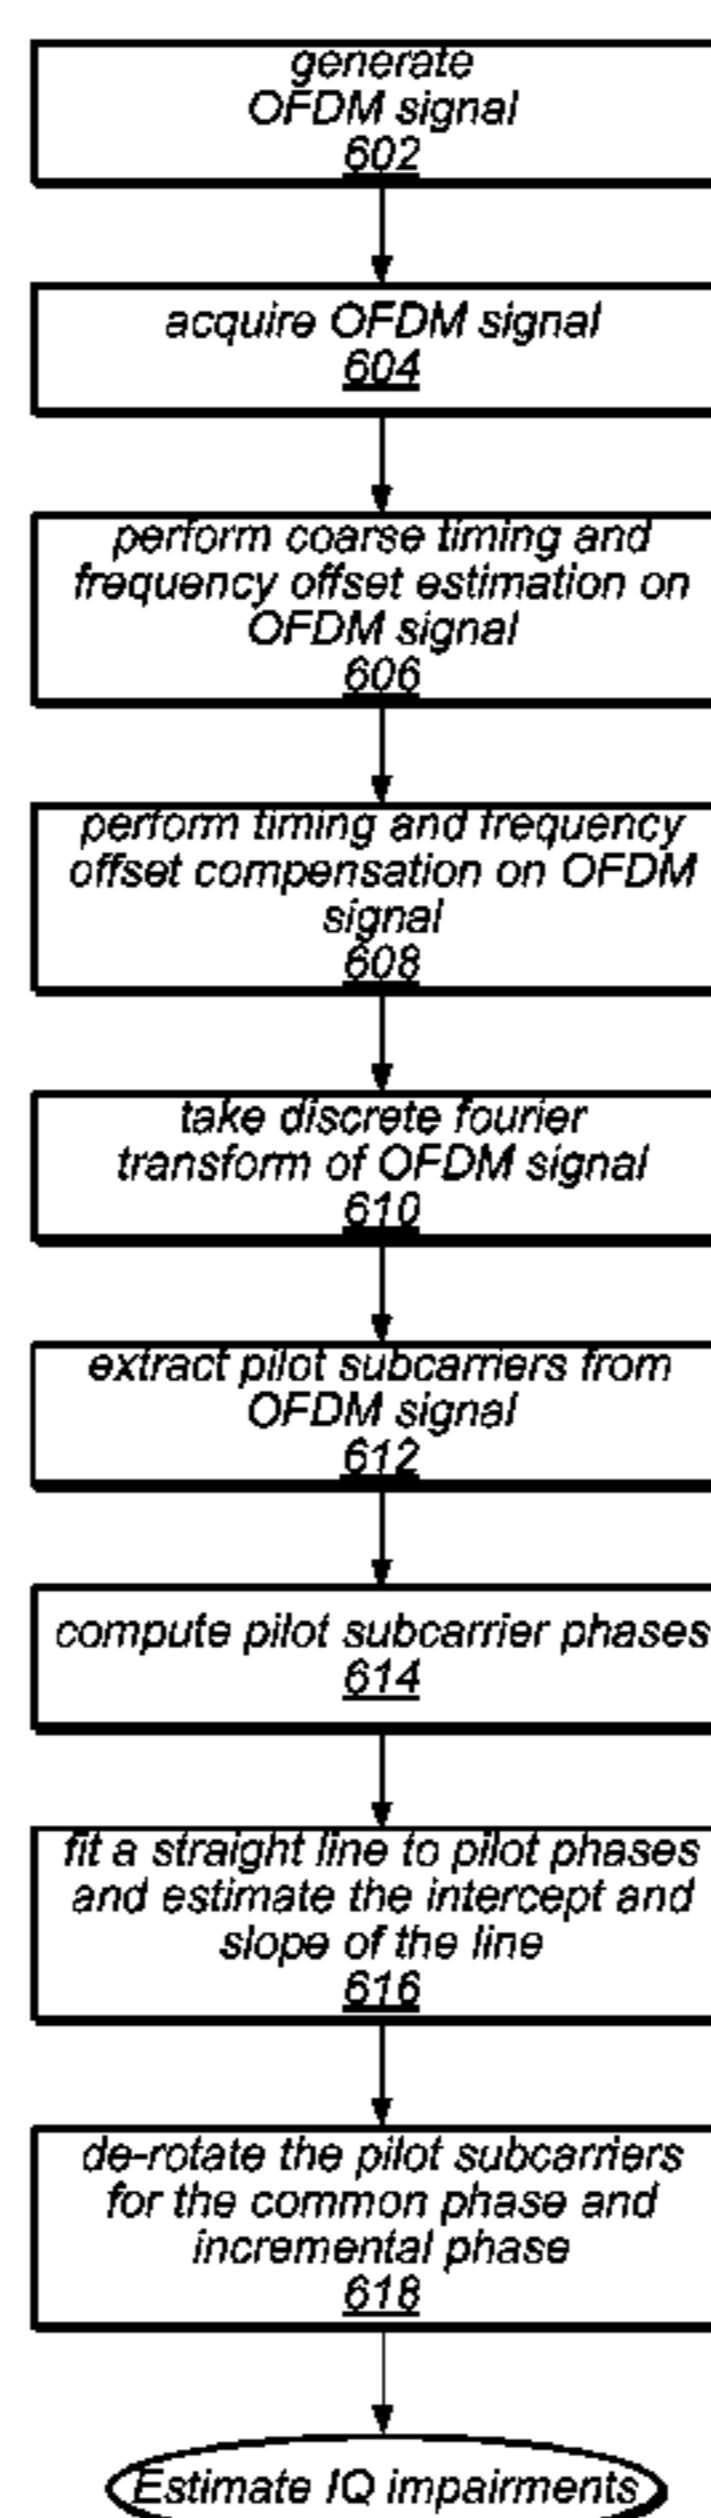 generate
OFDM signal
602
acquire OFDM signal
604
perform coarse timing and
frequency offset estimation on
OFDM signal
606
perform timing and frequency
offset compensation on OFDM
signal
608
take discrete fourier
transform of OFDM signal
610
extract pilot subcarriers from
OFDM signal
612
compute pilot subcarrier phases
614
fit a straight line to pilot phases
and estimate the intercept and
slope of the line
616
de-rotate the pilot subcarriers
for the common phase and
incremental phase
618
Estimate IQ impairments